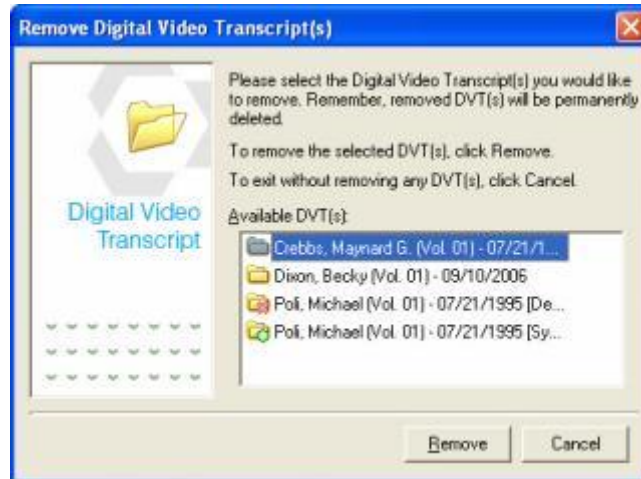 Remove Digital Video Transcript(s)
Please select the Digital Video Transcript(s) you would like
to remove. Remember, removed DVT(s) will be permanently
deleted.
To remove the selected DVT(s), click Remove.
To exit without removing any DVT(s), click Cancel.
Digital Video
Transcript
Available DVT(s):
Crebbs, Maynard G. (Vol. 01) - 07/21/1...
Dixon, Becky (Vol. 01) - 09/10/2006
Poli, Michael (Vol. 01) - 07/21/1995 [De...
Poli, Michael (Vol. 01) - 07/21/1995 [Sy...
Remove
Cancel